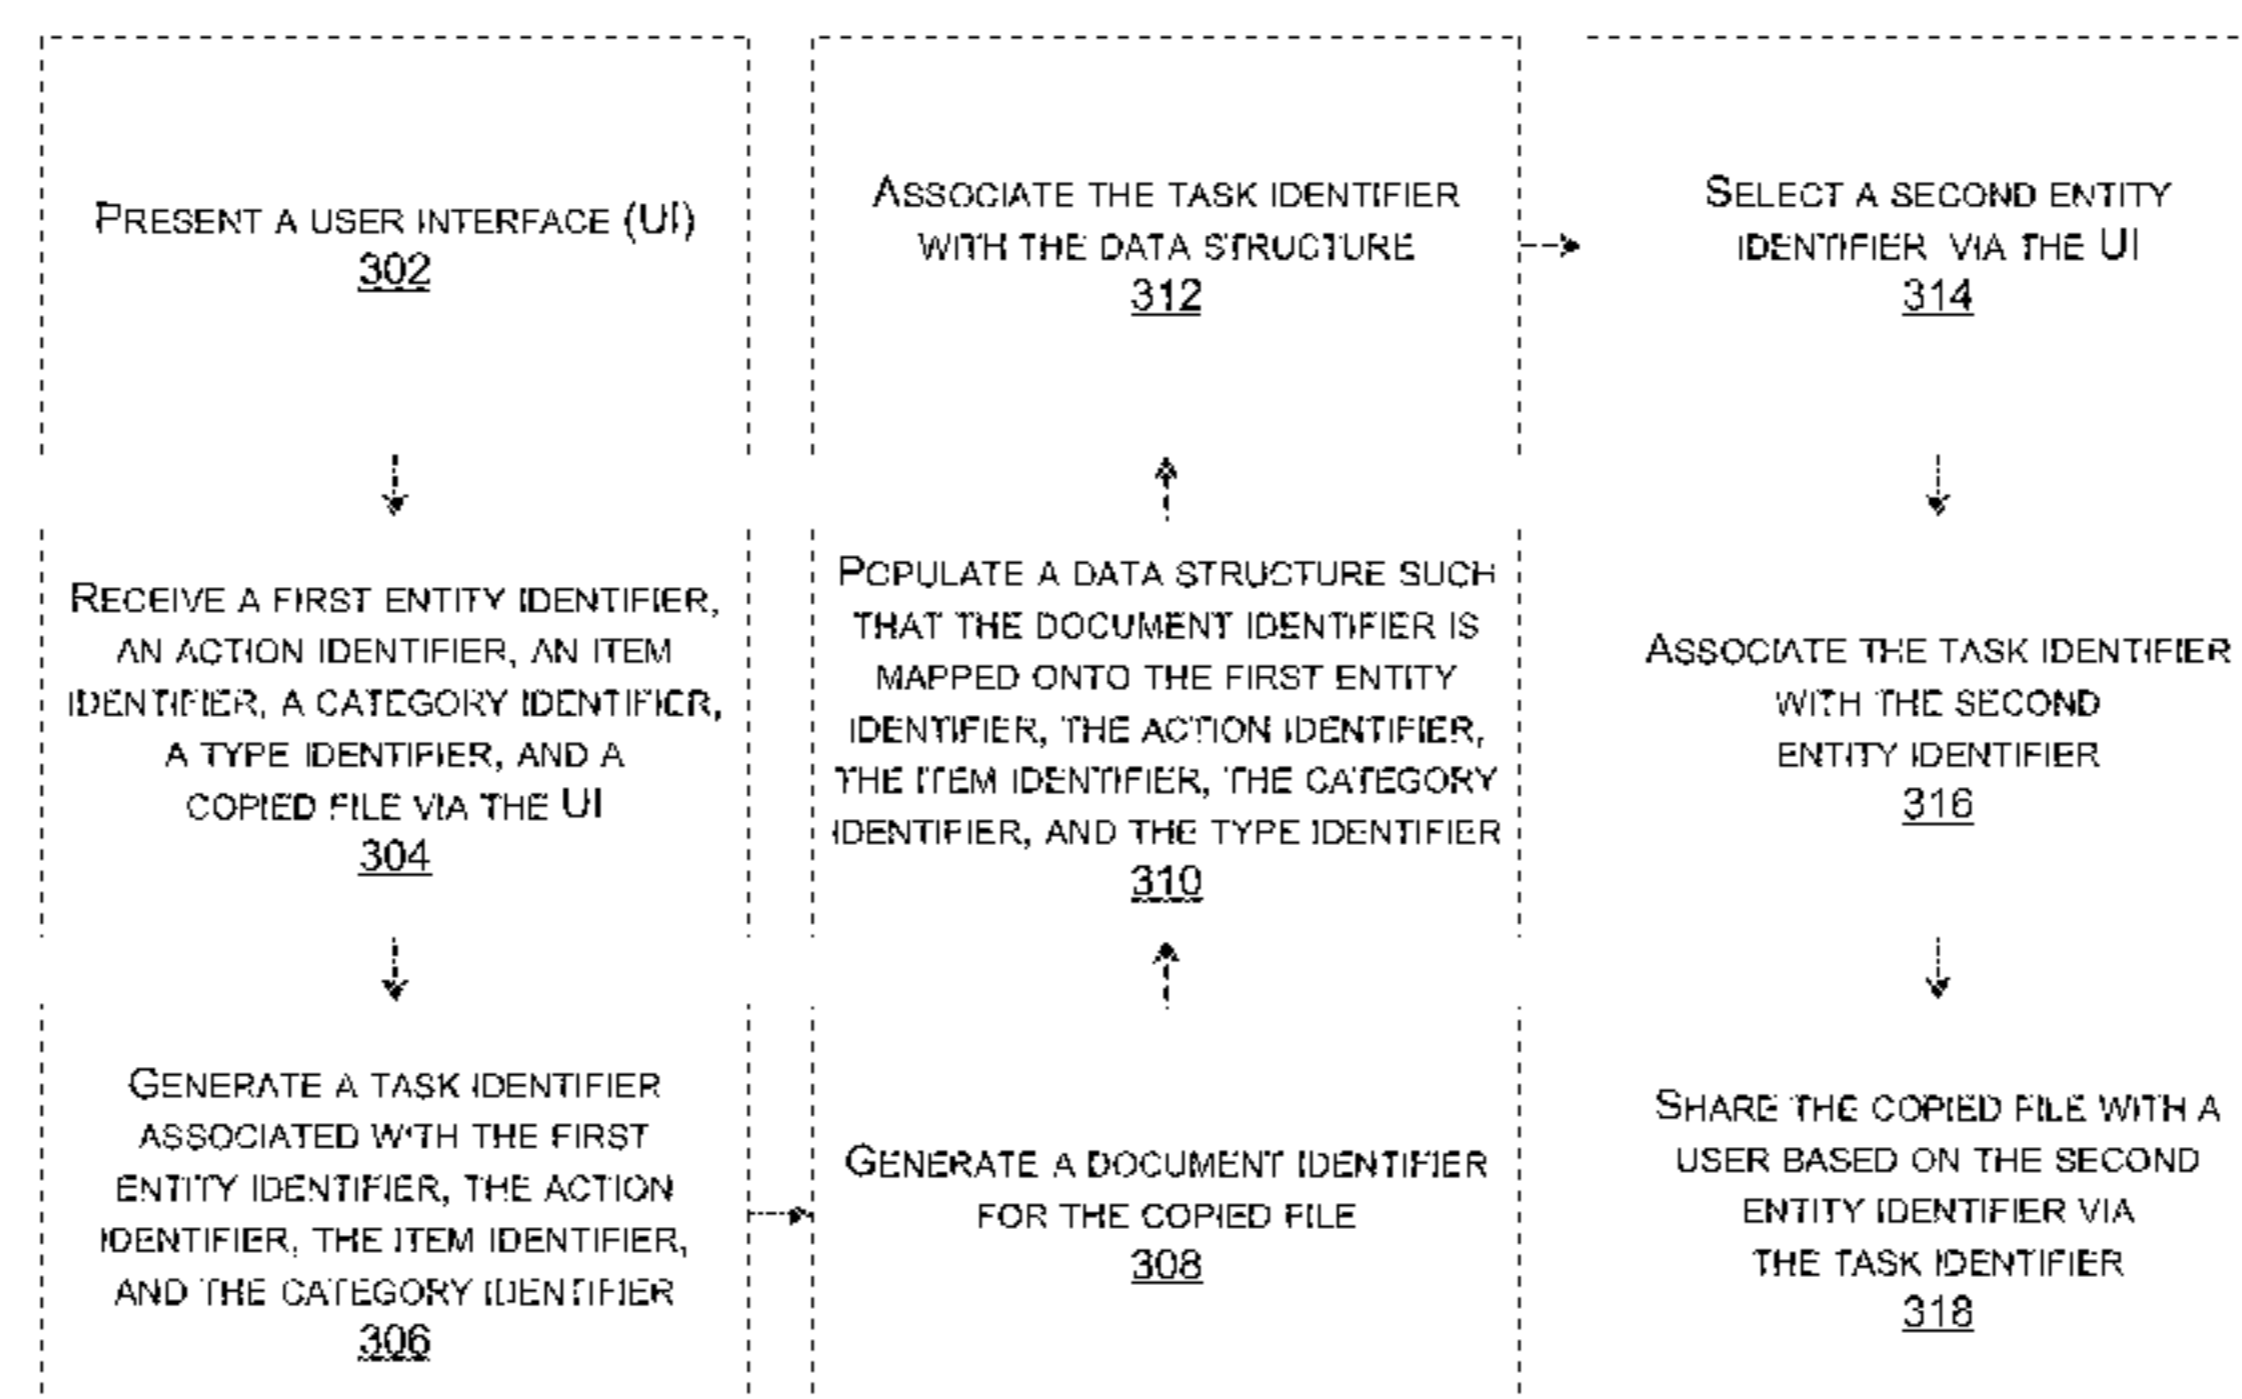 PRESENT A USER INTERFACE (UI)
302
RECEIVE A FIRST ENTITY IDENTIFIER,
AN ACTION IDENTIFIER, AN ITEM
IDENTIFIER, A CATEGORY IDENTIFIER,
A TYPE IDENTIFIER, AND A
COPIED FILE VIA THE UI
304
GENERATE A TASK IDENTIFIER
ASSOCIATED WITH THE FIRST
ENTITY IDENTIFIER, THE ACTION
IDENTIFIER, THE ITEM IDENTIFIER,
AND THE CATEGORY IDENTIFIER
306
GENERATE A DOCUMENT IDENTIFIER
FOR THE COPIED FILE
308
POPULATE A DATA STRUCTURE SUCH
THAT THE DOCUMENT IDENTIFIER IS
MAPPED ONTO THE FIRST ENTITY
IDENTIFIER, THE ACTION IDENTIFIER,
THE ITEM IDENTIFIER, THE CATEGORY
IDENTIFIER, AND THE TYPE IDENTIFIER
310
ASSOCIATE THE TASK IDENTIFIER
WITH THE DATA STRUCTURE
312
SELECT A SECOND ENTITY
IDENTIFIER VIA THE UI
314
ASSOCIATE THE TASK IDENTIFIER
WITH THE SECOND
ENTITY IDENTIFIER
316
SHARE THE COPIED FILE WITH A
USER BASED ON THE SECOND
ENTITY IDENTIFIER VIA
THE TASK IDENTIFIER
318